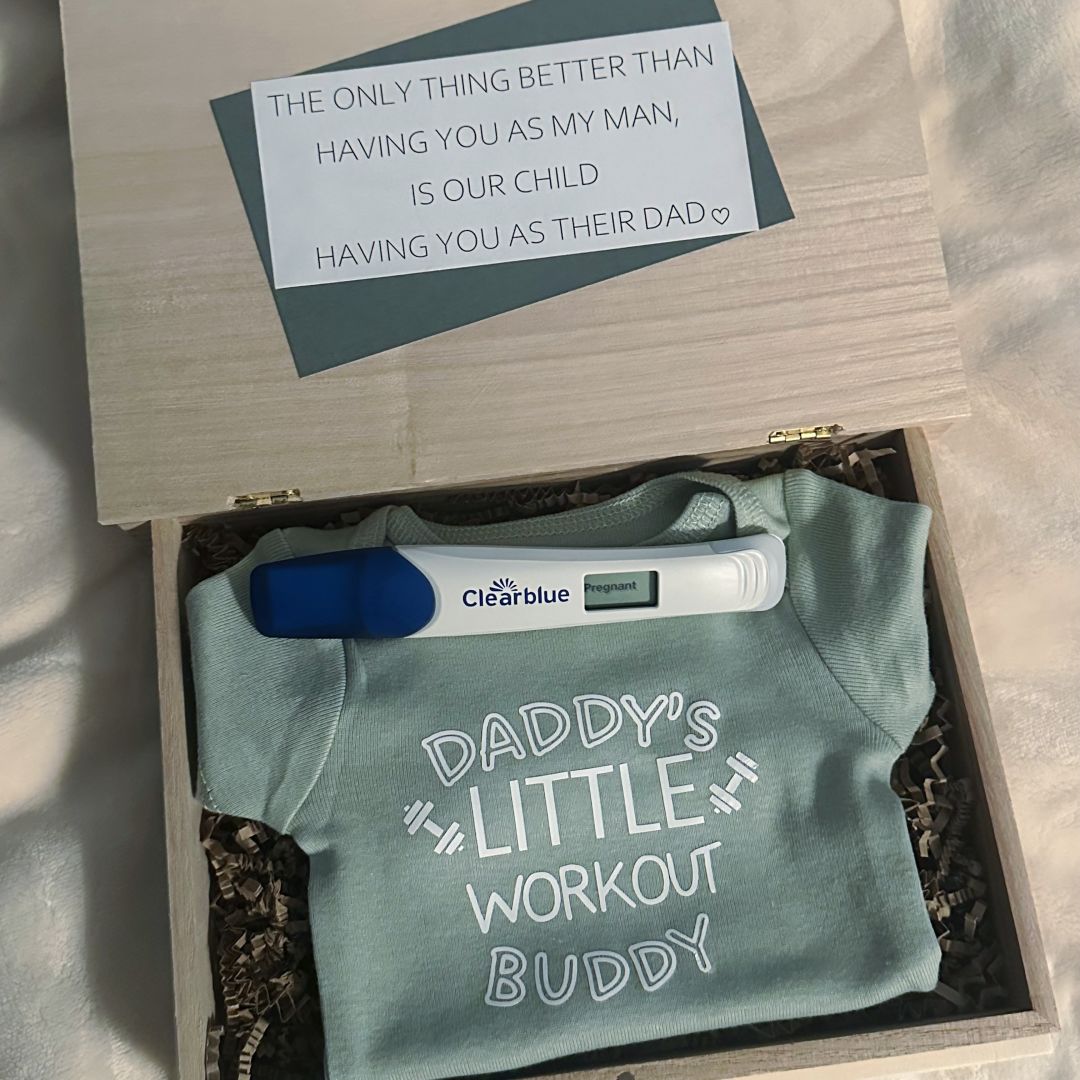 THE ONLY THING BETTER THAN
HAVING YOU AS MY MAN,
IS OUR CHILD
HAVING YOU AS THEIR DAD♡
Clearblue
Pregnant
DADDY'S
LITTLE
WORKOUT
BUDDY